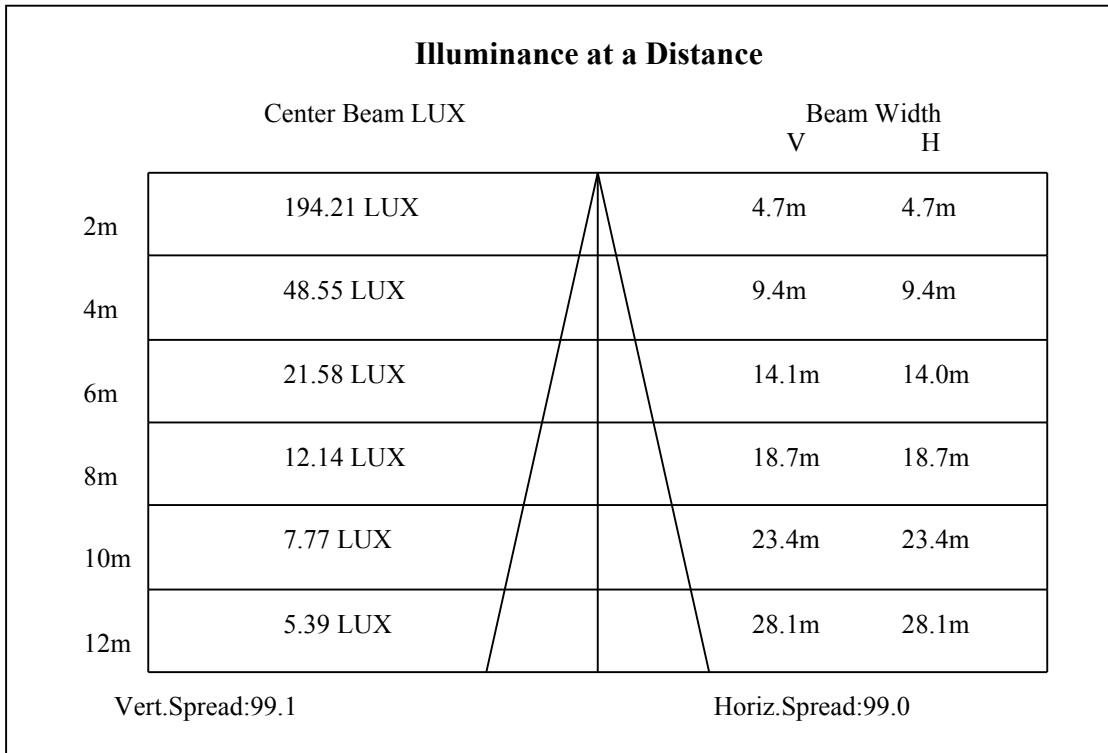 Illuminance at a Distance
Center Beam LUX Beam Width
V H
2m 194.21 LUX 4.7m 4.7m
4m 48.55 LUX 9.4m 9.4m
6m 21.58 LUX 14.1m 14.0m
8m 12.14 LUX 18.7m 18.7m
10m 7.77 LUX 23.4m 23.4m
12m 5.39 LUX 28.1m 28.1m
Vert.Spread:99.1 Horiz.Spread:99.0